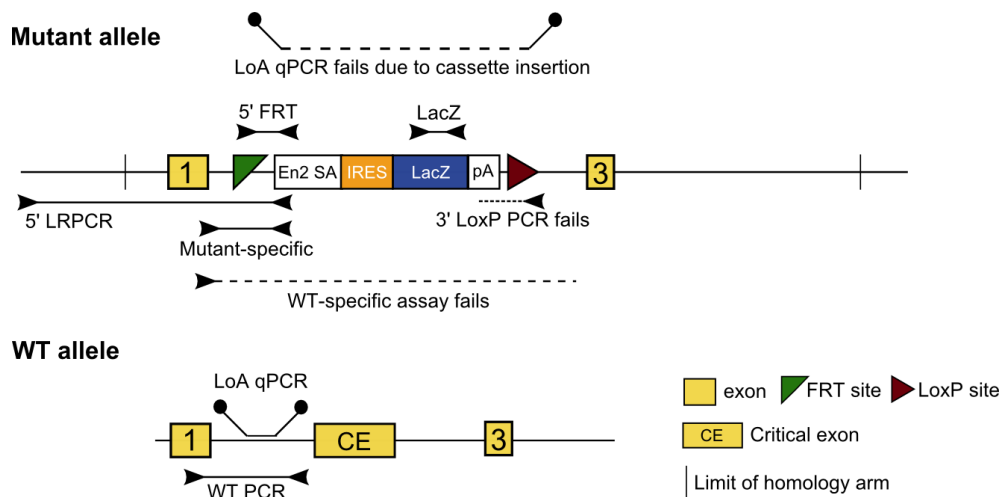 Mutant allele
LoA qPCR fails due to cassette insertion
5' FRT
LacZ
1
En2 SA
IRES
LacZ
pA
3
5' LRPCR
3' LoxP PCR fails
Mutant-specific
WT-specific assay fails
WT allele
LoA qPCR
1
CE
3
WT PCR
exon
FRT site
LoxP site
CE
Critical exon
Limit of homology arm